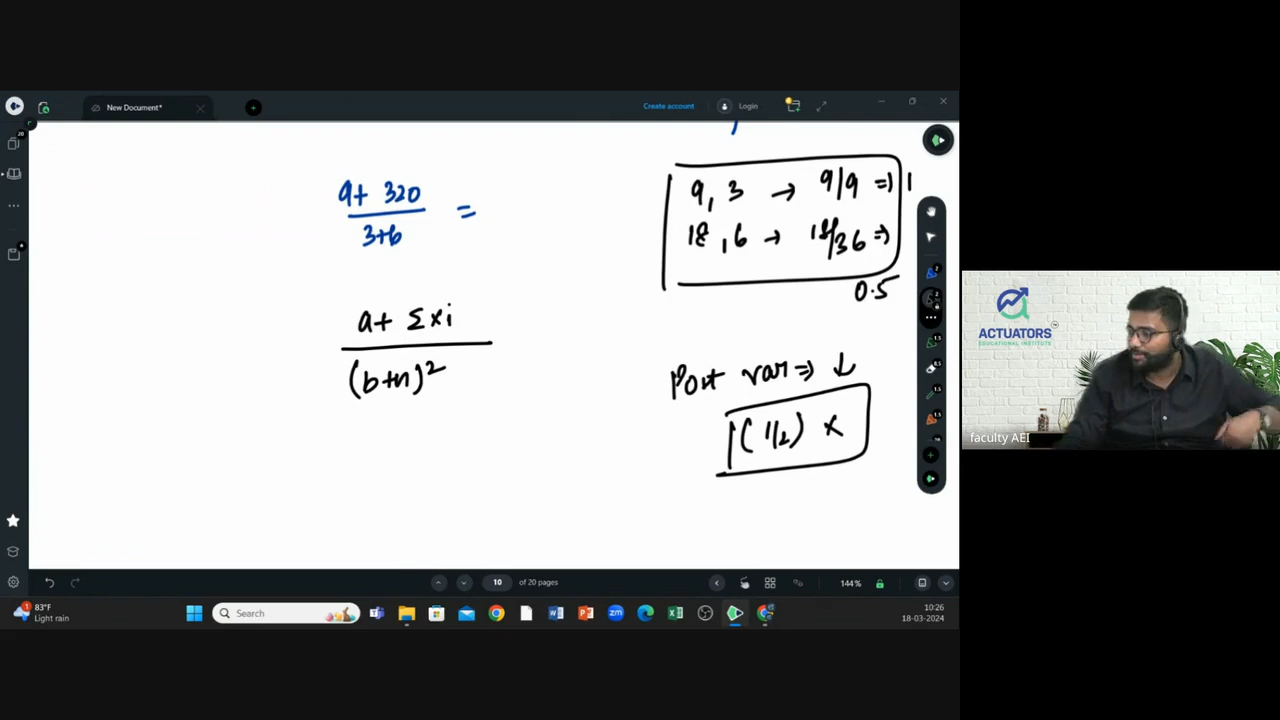 New Document*
Create account
Login
9+ 320
3+6
=
9, 3 → 9/9 => 1
18, 6 → 18/36 =>
0.5
a+ Σxi
(b+n)²
Post var => ↓
(1/2) x
ACTUATORS
EDUCATIONAL INSTITUTE
faculty AEI
10 of 20 pages
144%
83°F
Light rain
Search
10:26
18-03-2024